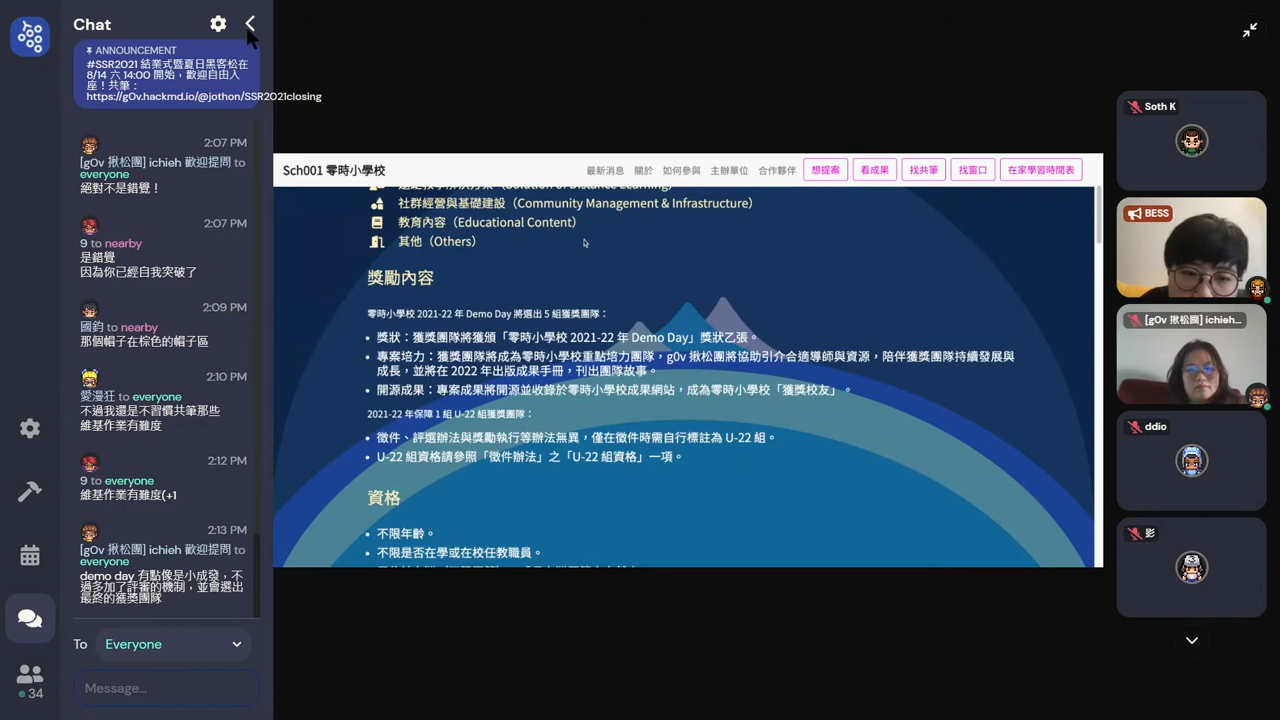 Chat
ANNOUNCEMENT
#SSR2021 結業式暨夏日黑客松在
8/14 六 14:00 開始，歡迎自由入
座！共筆：
https://g0v.hackmd.io/@jothon/SSR2021closing
2:07 PM
[g0v 揪松團] ichieh 歡迎提問 to
everyone
絕對不是錯覺！
2:07 PM
9 to nearby
是錯覺
因為你已經自我突破了
2:09 PM
國鈞 to nearby
那個帽子在棕色的帽子區
2:10 PM
愛漫狂 to everyone
不過我還是不習慣共筆那些
維基作業有難度
2:12 PM
9 to everyone
維基作業有難度(+1
2:13 PM
[g0v 揪松團] ichieh 歡迎提問 to
everyone
demo day 有點像是小成發，不
過多加了評審的機制，並會選出
最終的獲獎團隊
To Everyone
Message...
34
Sch001 零時小學校
最新消息 關於 如何參與 主辦單位 合作夥伴 想提案 看成果 找共筆 找窗口 在家學習時間表
遠距教學解決方案（Solution of Distance Learning）
社群經營與基礎建設（Community Management & Infrastructure）
教育內容（Educational Content）
其他（Others）
獎勵內容
零時小學校 2021-22 年 Demo Day 將選出 5 組獲獎團隊：
獎狀：獲獎團隊將獲頒「零時小學校 2021-22 年 Demo Day」獎狀乙張。
專案培力：獲獎團隊將成為零時小學校重點培力團隊，g0v 揪松團將協助引介合適導師與資源，陪伴獲獎團隊持續發展與
成長，並將在 2022 年出版成果手冊，刊出團隊故事。
開源成果：專案成果將開源並收錄於零時小學校成果網站，成為零時小學校「獲獎校友」。
2021-22 年保障 1 組 U-22 組獲獎團隊：
徵件、評選辦法與獎勵執行等辦法無異，僅在徵件時需自行標註為 U-22 組。
U-22 組資格請參照「徵件辦法」之「U-22 組資格」一項。
資格
不限年齡。
不限是否在學或在校任教職員。
Soth K
BESS
[g0v 揪松團] ichieh...
ddio
影